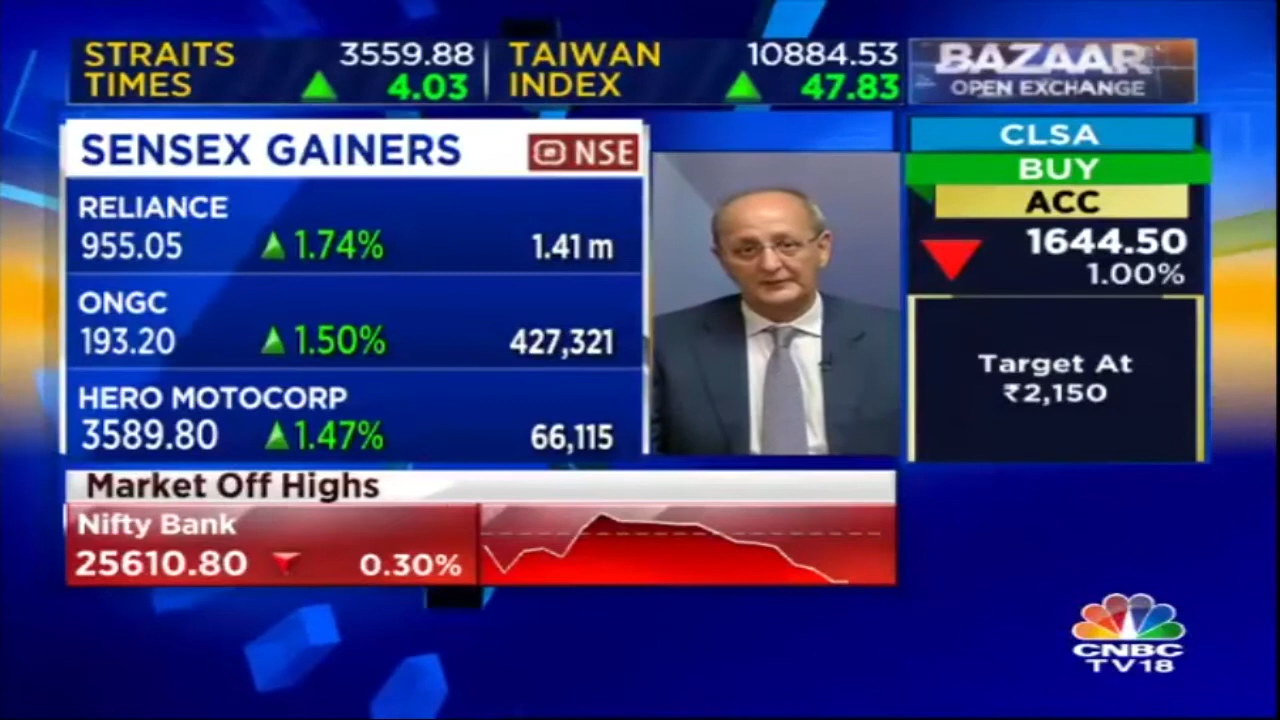 STRAITS TIMES 3559.88 4.03
TAIWAN INDEX 10884.53 47.83
BAZAAR
OPEN EXCHANGE
SENSEX GAINERS NSE
RELIANCE
955.05 1.74% 1.41 m
ONGC
193.20 1.50% 427,321
HERO MOTOCORP
3589.80 1.47% 66,115
CLSA
BUY
ACC
1644.50
1.00%
Target At
₹2,150
Market Off Highs
Nifty Bank
25610.80 0.30%
CNBC
TV18